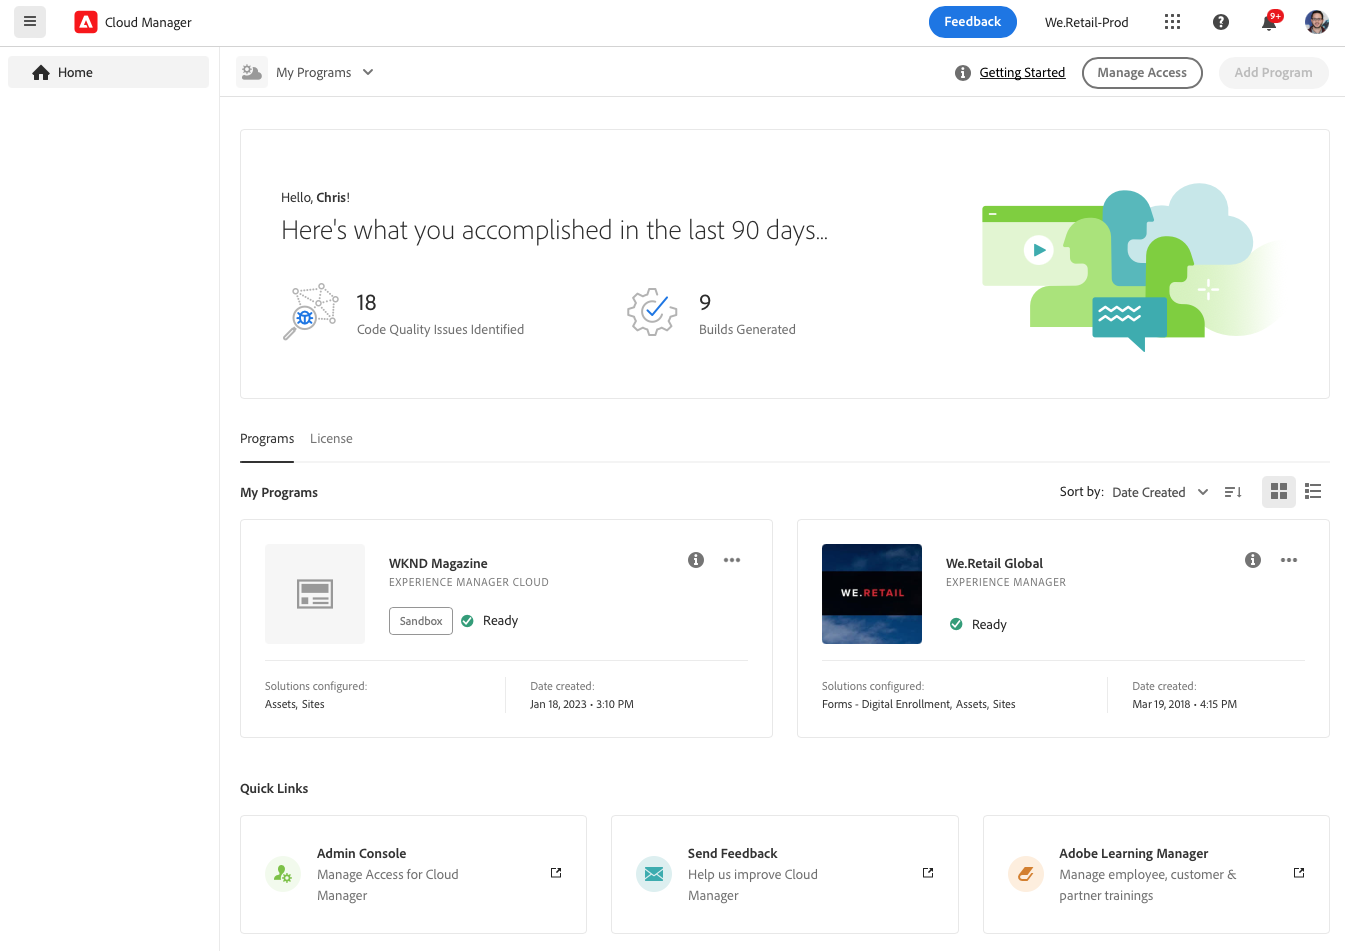 Cloud Manager
Feedback
We.Retail-Prod
9+
Home
My Programs
Getting Started
Manage Access
Add Program
Hello, Chris!
Here's what you accomplished in the last 90 days...
18
Code Quality Issues Identified
9
Builds Generated
Programs
License
My Programs
Sort by: Date Created
WKND Magazine
EXPERIENCE MANAGER CLOUD
Sandbox
Ready
Solutions configured:
Assets, Sites
Date created:
Jan 18, 2023 • 3:10 PM
WE.RETAIL
We.Retail Global
EXPERIENCE MANAGER
Ready
Solutions configured:
Forms - Digital Enrollment, Assets, Sites
Date created:
Mar 19, 2018 • 4:15 PM
Quick Links
Admin Console
Manage Access for Cloud
Manager
Send Feedback
Help us improve Cloud
Manager
Adobe Learning Manager
Manage employee, customer &
partner trainings